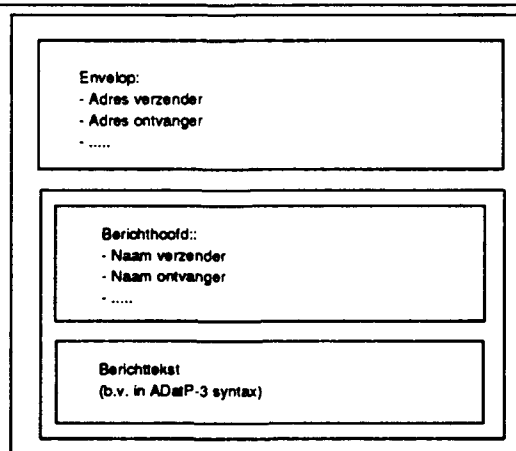 Envelop:
- Adres verzender
- Adres ontvanger
- .....
Berichthoofd::
- Naam verzender
- Naam ontvanger
- .....
Berichttekst
(b.v. in ADatP-3 syntax)